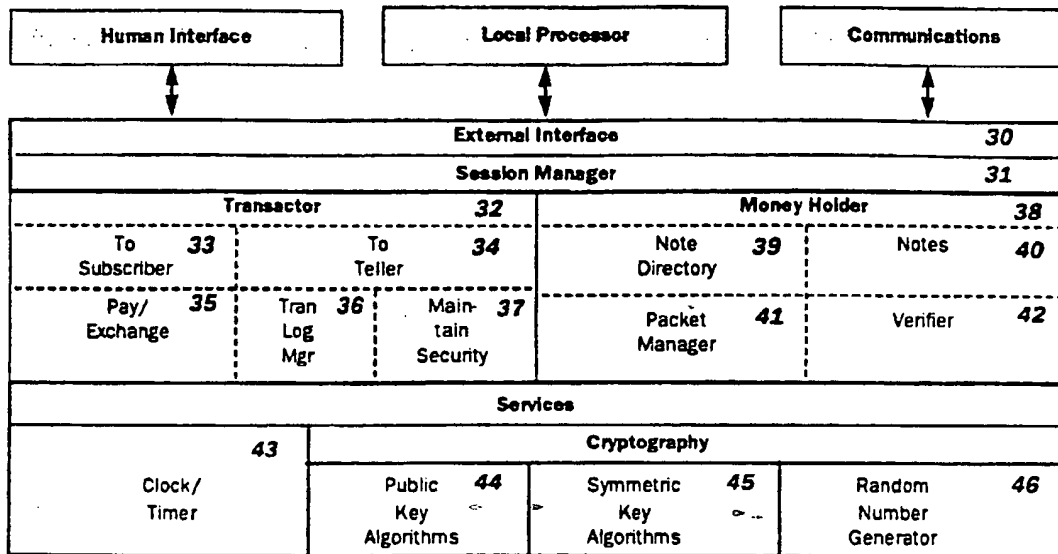 Human Interface
Local Processor
Communications
External Interface 30
Session Manager 31
Transactor 32
Money Holder 38
To 33
Subscriber
To 34
Teller
Note 39
Directory
Notes 40
Pay/ 35
Exchange
Tran 36
Log
Mgr
Main- 37
tain
Security
Packet 41
Manager
Verifier 42
Services
43
Clock/
Timer
Cryptography
Public 44
Key
Algorithms
Symmetric 45
Key
Algorithms
Random 46
Number
Generator